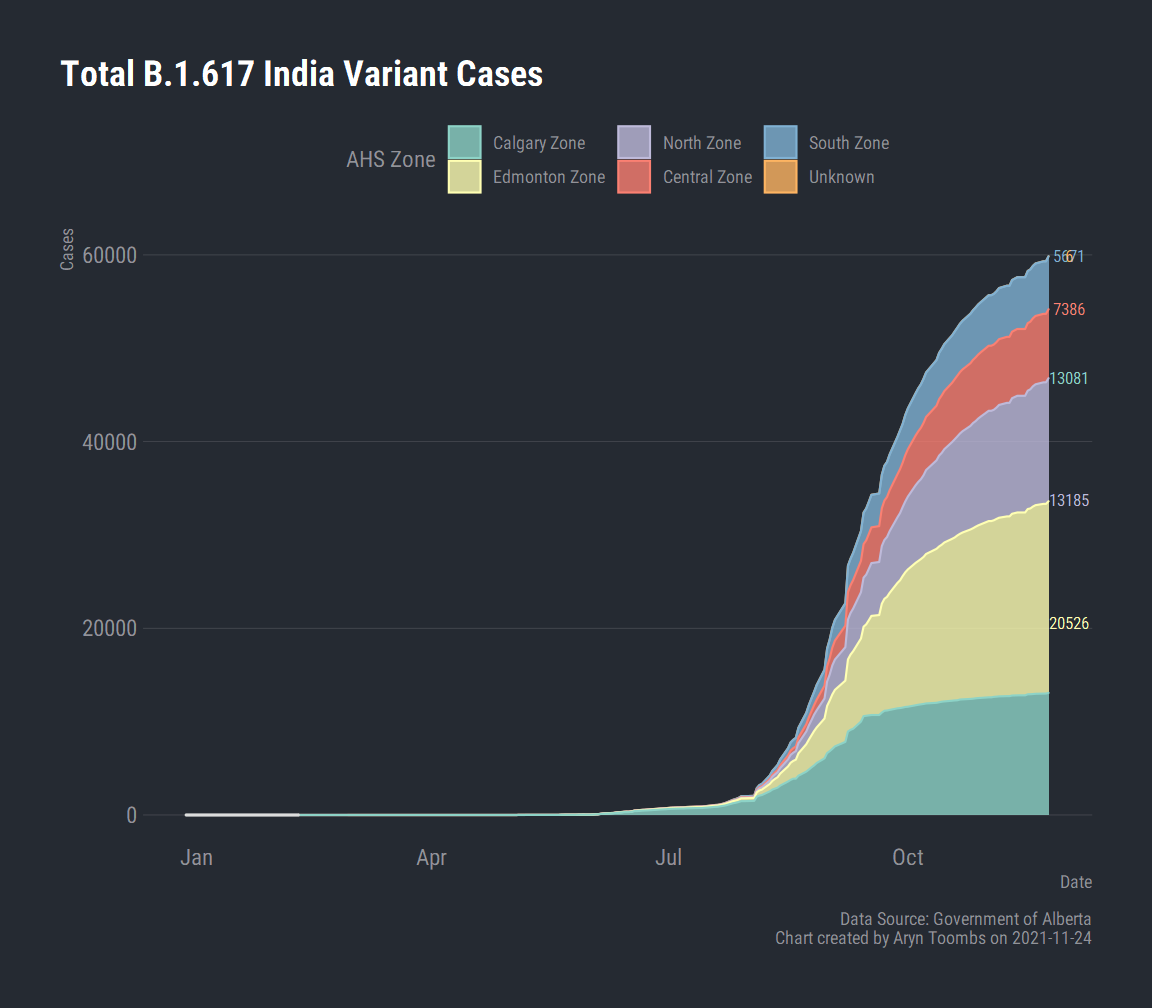 Total B.1.617 India Variant Cases
AHS Zone
Calgary Zone North Zone South Zone
Edmonton Zone Central Zone Unknown
Cases
60000
40000
20000
0
5671
6
7386
13081
13185
20526
Jan Apr Jul Oct
Date
Data Source: Government of Alberta
Chart created by Aryn Toombs on 2021-11-24